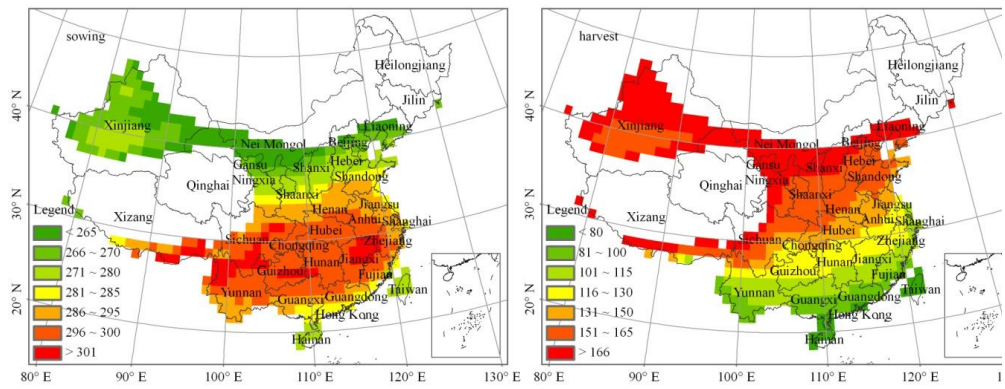 sowing
Heilongjiang
Jilin
Liaoning
Xinjiang
Nei Mongol
Beijing
Gansu
Shanxi
Hebei
Qinghai
Ningxia
Shandong
Shaanxi
Jiangsu
Henan
Anhui
Shanghai
Xizang
Hubei
Sichuan
Chongqing
Zhejiang
Hunan
Jiangxi
Guizhou
Fujian
Yunnan
Guangxi
Guangdong
Taiwan
Hong Kong
Hainan
Legend
< 265
266 ~ 270
271 ~ 280
281 ~ 285
286 ~ 295
296 ~ 300
> 301
40° N
30° N
20° N
80° E
90° E
100° E
110° E
120° E
130° E
harvest
Heilongjiang
Jilin
Liaoning
Xinjiang
Nei Mongol
Beijing
Gansu
Shanxi
Hebei
Qinghai
Ningxia
Shandong
Shaanxi
Jiangsu
Henan
Anhui
Shanghai
Xizang
Hubei
Sichuan
Chongqing
Zhejiang
Hunan
Jiangxi
Guizhou
Fujian
Yunnan
Guangxi
Guangdong
Taiwan
Hong Kong
Hainan
Legend
< 80
81 ~ 100
101 ~ 115
116 ~ 130
131 ~ 150
151 ~ 165
> 166
40° N
30° N
20° N
80° E
90° E
100° E
110° E
120° E
130° E